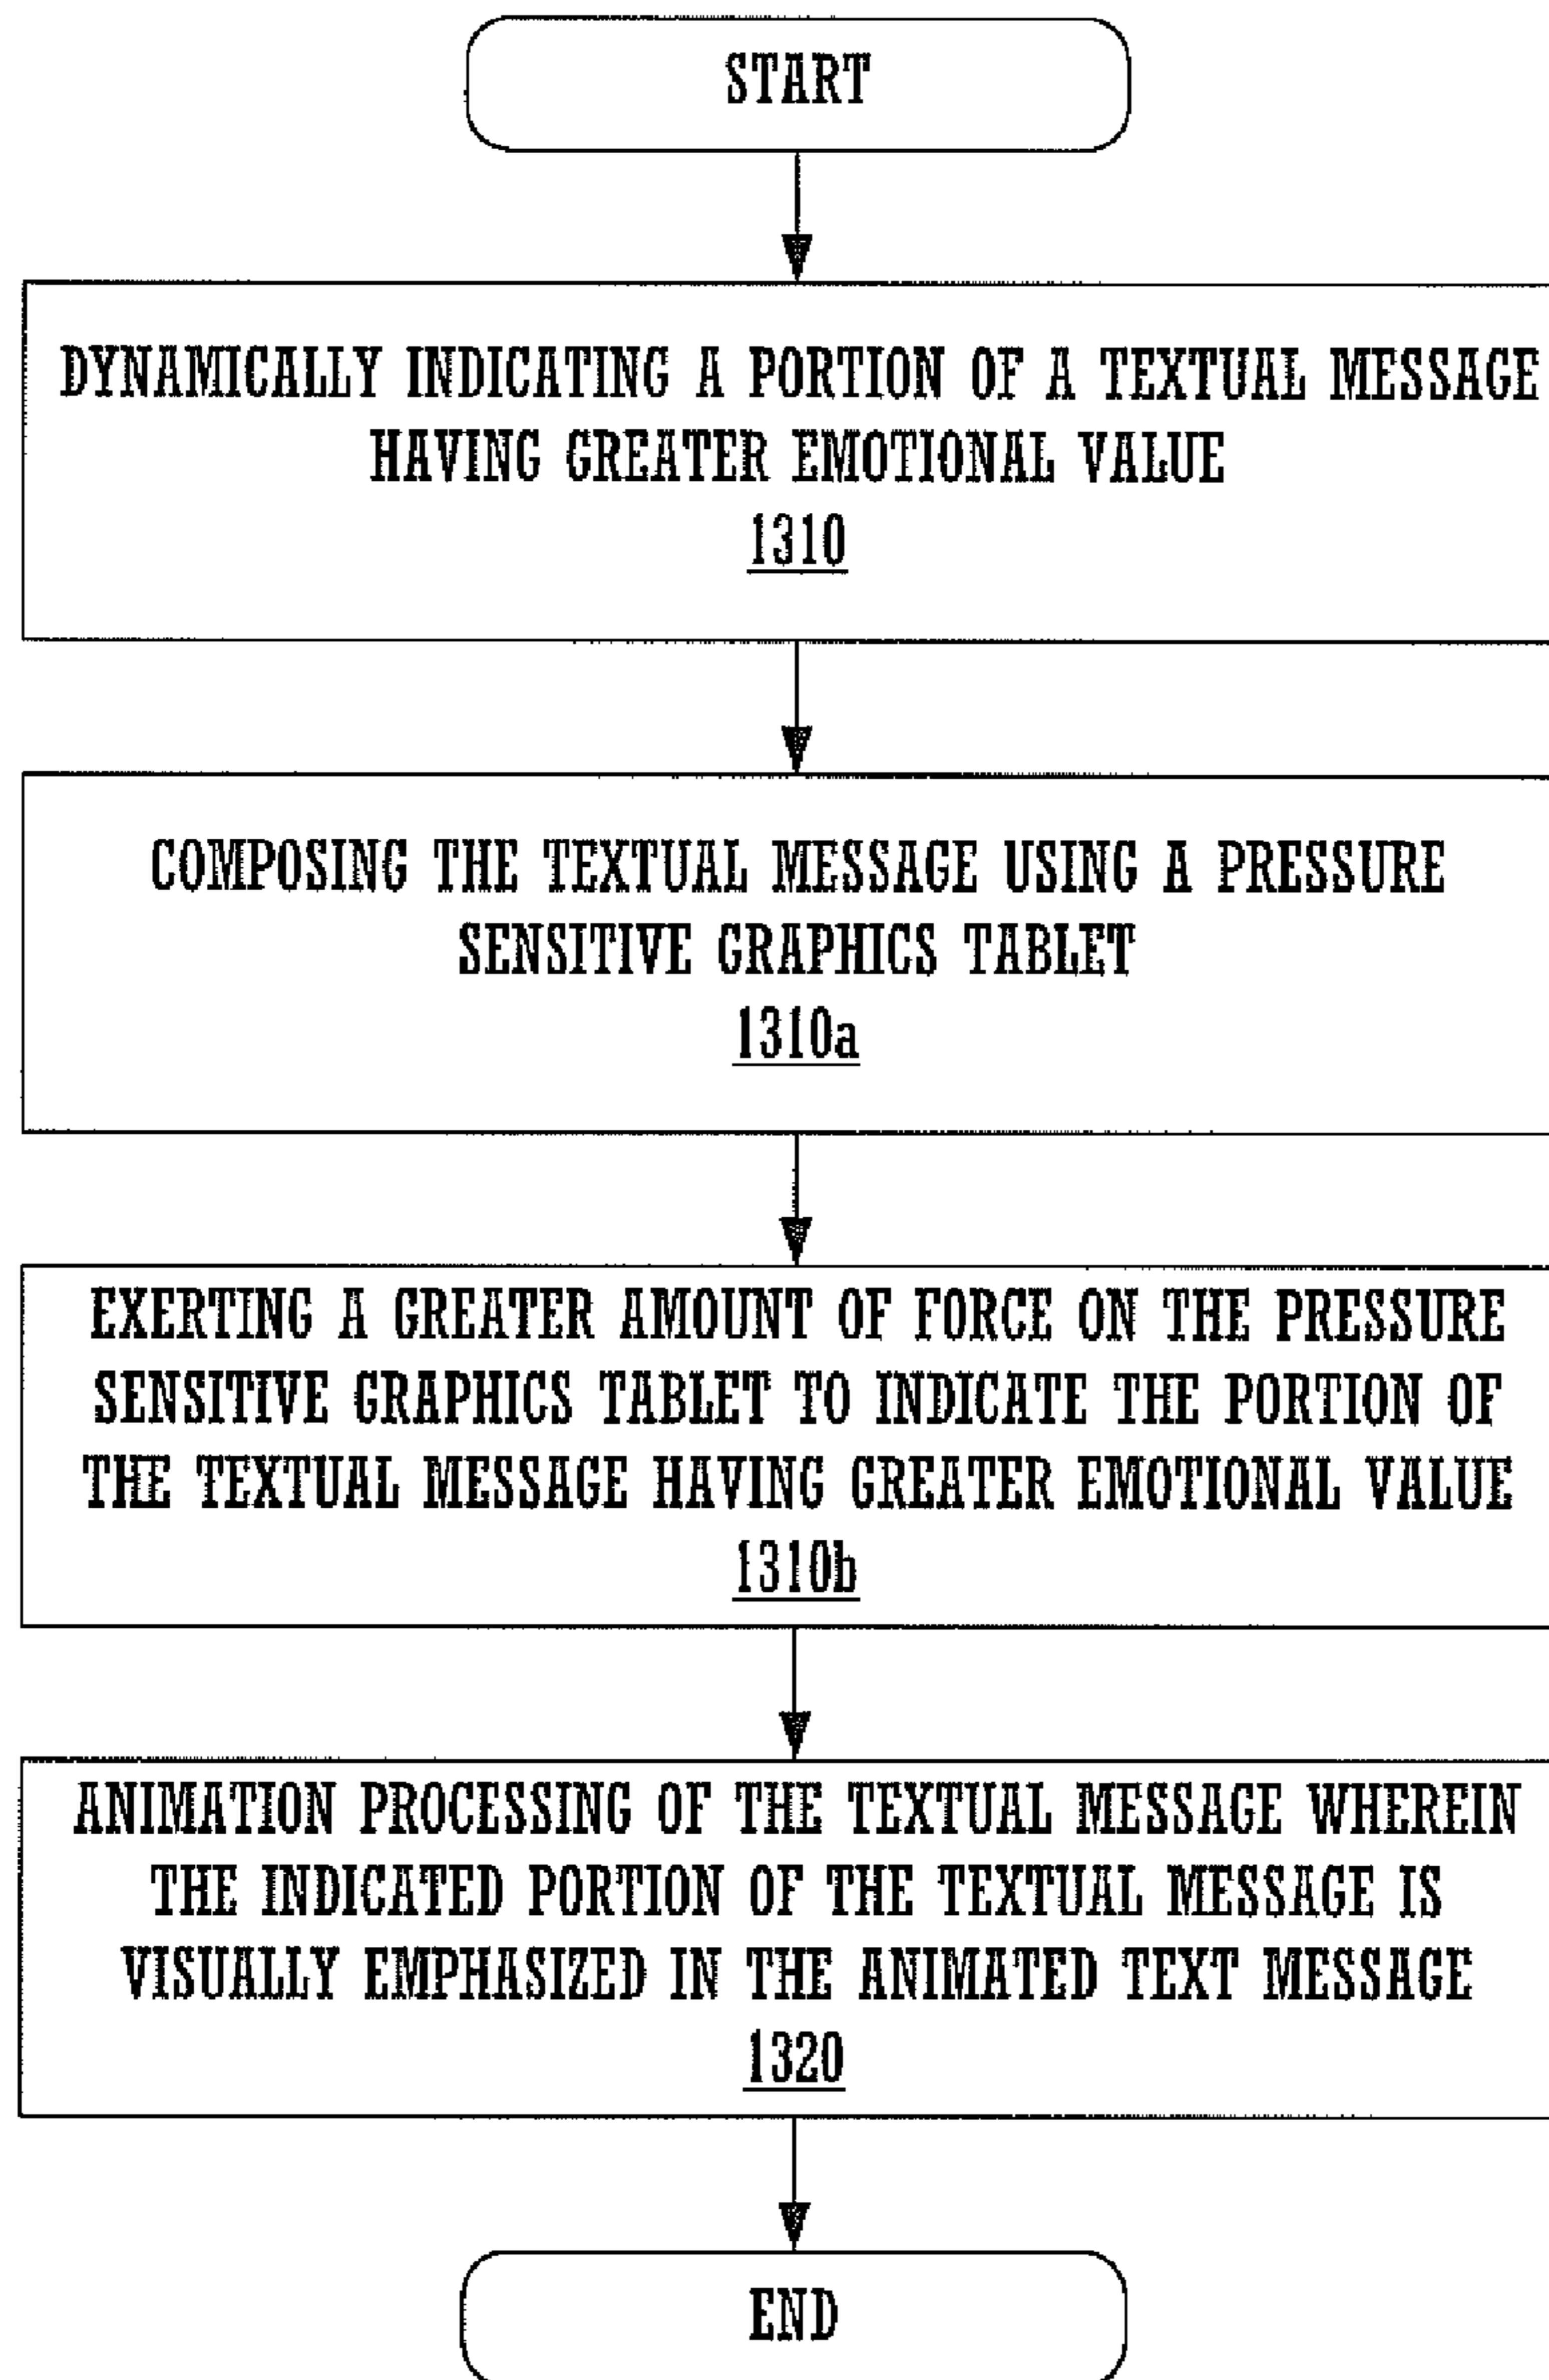 START
DYNAMICALLY INDICATING A PORTION OF A TEXTUAL MESSAGE
HAVING GREATER EMOTIONAL VALUE
1310
COMPOSING THE TEXTUAL MESSAGE USING A PRESSURE
SENSITIVE GRAPHICS TABLET
1310a
EXERTING A GREATER AMOUNT OF FORCE ON THE PRESSURE
SENSITIVE GRAPHICS TABLET TO INDICATE THE PORTION OF
THE TEXTUAL MESSAGE HAVING GREATER EMOTIONAL VALUE
1310b
ANIMATION PROCESSING OF THE TEXTUAL MESSAGE WHEREIN
THE INDICATED PORTION OF THE TEXTUAL MESSAGE IS
VISUALLY EMPHASIZED IN THE ANIMATED TEXT MESSAGE
1320
END